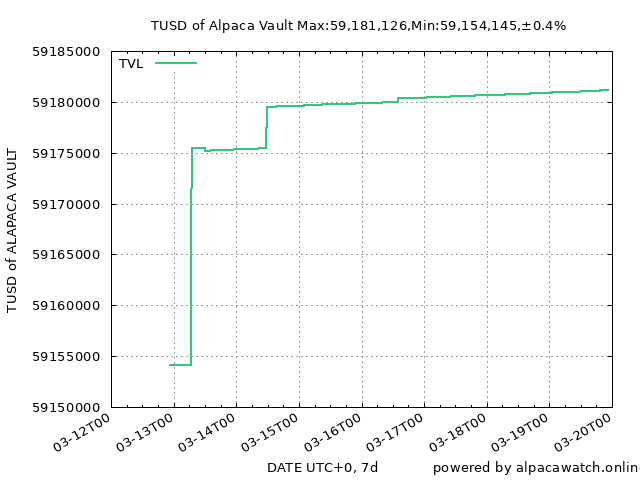 TUSD of Alpaca Vault Max:59,181,126,Min:59,154,145,±0.4%
TVL
59185000
59180000
59175000
59170000
59165000
59160000
59155000
59150000
TUSD of ALAPACA VAULT
03-12T00
03-13T00
03-14T00
03-15T00
03-16T00
03-17T00
03-18T00
03-19T00
03-20T00
DATE UTC+0, 7d
powered by alpacawatch.onlin